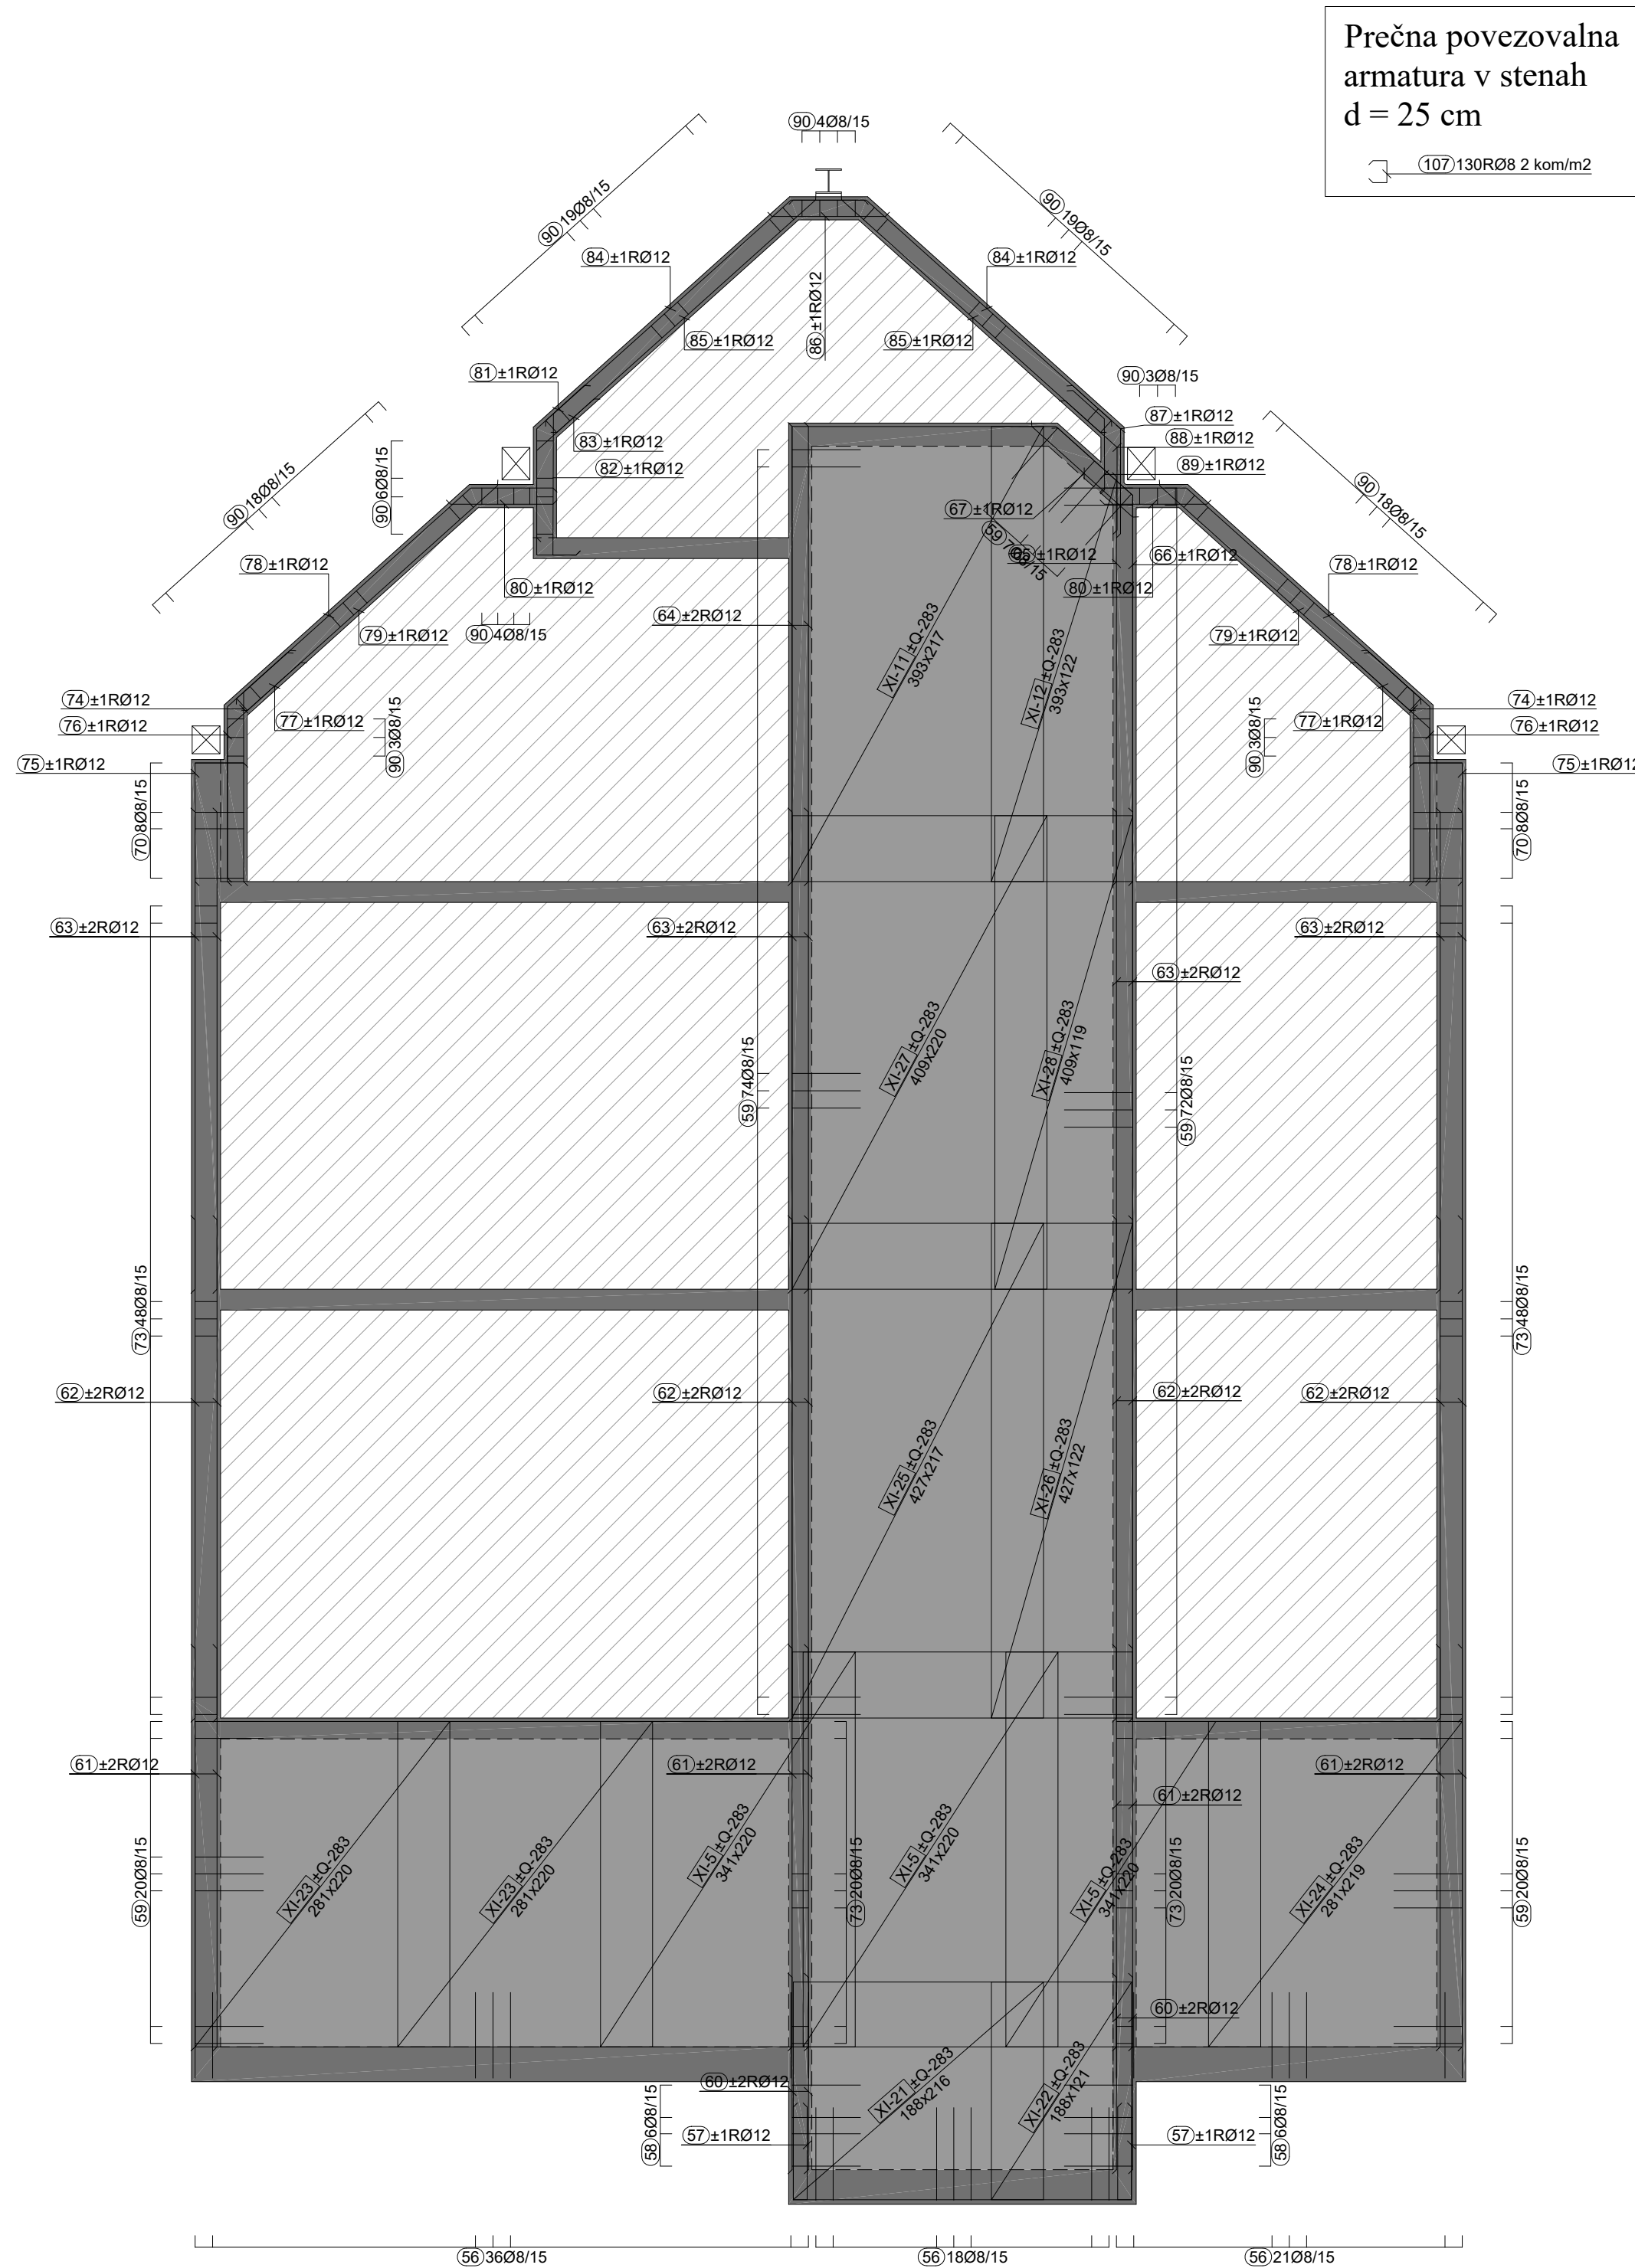 Prečna povezovalna
armatura v stenah
d = 25 cm
107 130RØ8 2 kom/m2
90 4Ø8/15
90 19Ø8/15
90 19Ø8/15
84 ±1RØ12
84 ±1RØ12
86 ±1RØ12
85 ±1RØ12
85 ±1RØ12
81 ±1RØ12
90 3Ø8/15
87 ±1RØ12
83 ±1RØ12
88 ±1RØ12
82 ±1RØ12
89 ±1RØ12
90 6Ø8/15
90 18Ø8/15
90 18Ø8/15
67 ±1RØ12
59 7Ø8/15
±1RØ12
66 ±1RØ12
78 ±1RØ12
78 ±1RØ12
80 ±1RØ12
80 ±1RØ12
64 ±2RØ12
90 4Ø8/15
79 ±1RØ12
79 ±1RØ12
XI-11 ±Q-283
393x217
XI-12 ±Q-283
393x122
74 ±1RØ12
74 ±1RØ12
77 ±1RØ12
77 ±1RØ12
76 ±1RØ12
76 ±1RØ12
90 3Ø8/15
90 3Ø8/15
75 ±1RØ12
75 ±1RØ12
70 8Ø8/15
70 8Ø8/15
63 ±2RØ12
63 ±2RØ12
63 ±2RØ12
63 ±2RØ12
XI-27 ±Q-283
409x220
XI-28 ±Q-283
409x119
59 74Ø8/15
59 72Ø8/15
73 48Ø8/15
73 48Ø8/15
62 ±2RØ12
62 ±2RØ12
62 ±2RØ12
62 ±2RØ12
XI-25 ±Q-283
427x217
XI-26 ±Q-283
427x122
61 ±2RØ12
61 ±2RØ12
61 ±2RØ12
61 ±2RØ12
59 20Ø8/15
XI-23 ±Q-283
281x220
XI-23 ±Q-283
281x220
XI-5 ±Q-283
341x220
73 20Ø8/15
XI-5 ±Q-283
341x220
XI-5 ±Q-283
341x220
73 20Ø8/15
XI-24 ±Q-283
281x219
59 20Ø8/15
60 ±2RØ12
60 ±2RØ12
XI-21 ±Q-283
188x216
XI-22 ±Q-283
188x121
58 6Ø8/15
57 ±1RØ12
57 ±1RØ12
58 6Ø8/15
56 36Ø8/15
56 18Ø8/15
56 21Ø8/15